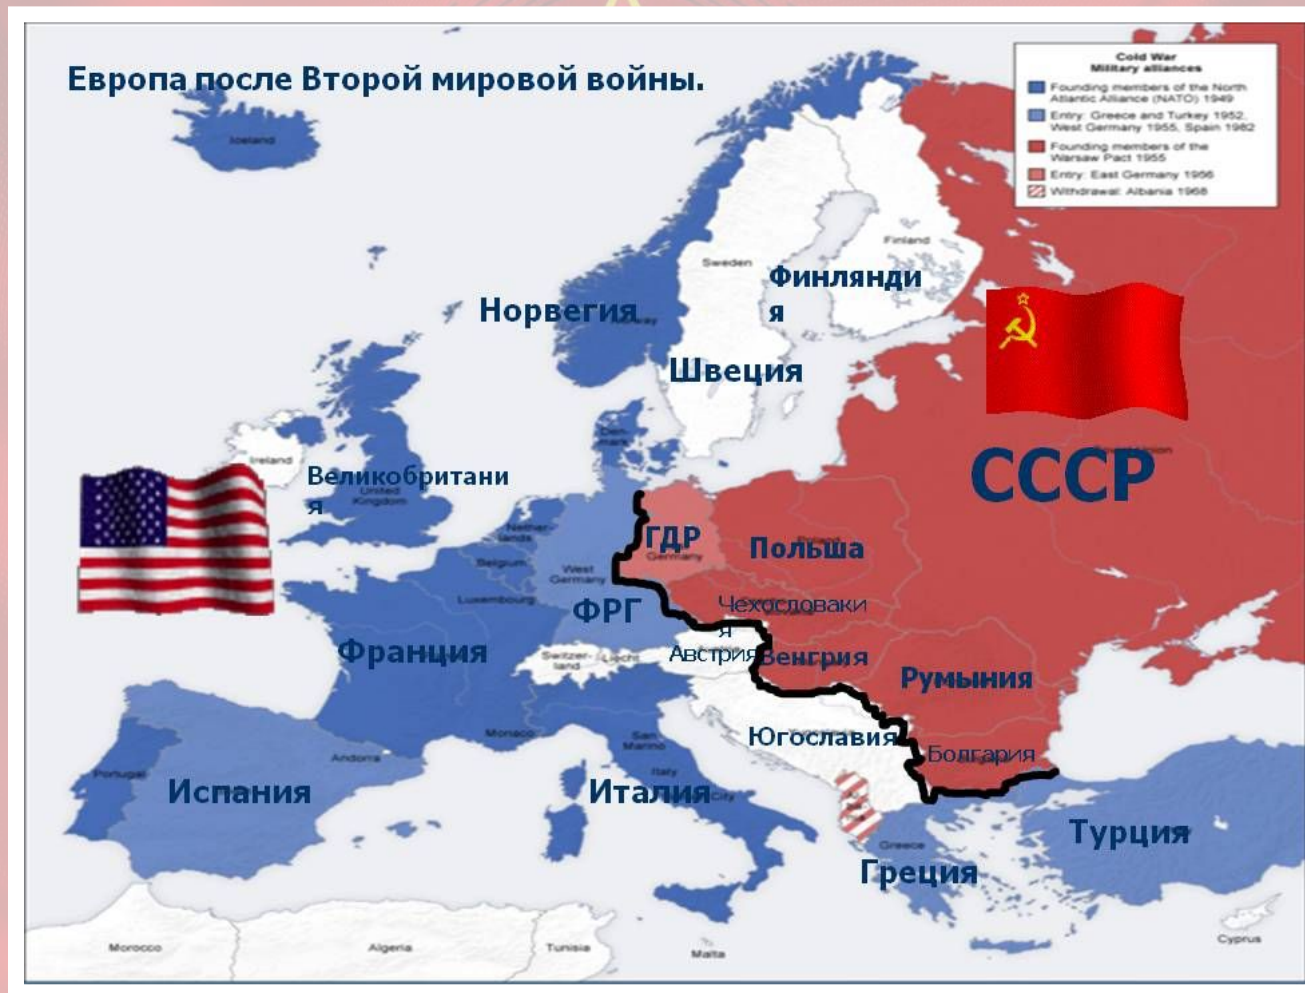 Европа после Второй мировой войны.
Cold War
Military alliances
Founding members of the North
Atlantic Alliance (NATO) 1949
Entry: Greece and Turkey 1952,
West Germany 1955, Spain 1982
Founding members of the
Warsaw Pact 1955
Entry: East Germany 1956
Withdrawal: Albania 1968
Iceland
Finland
Sweden
Финлянди
я
Норвегия
Швеция
Den-
mark
Ireland
Великобритани
я
United
Kingdom
СССР
Nether-
lands
Belgium
Luxembourg
West
Germany
ГДР
Germany
Польша
ФРГ
Чехословаки
я
Франция
Switzer-
land
Liecht.
Австрия
Венгрия
Румыния
Monaco
San
Marino
Югославия
Болгария
Andorra
Portugal
Испания
Italy
Италия
City
Турция
Greece
Греция
Morocco
Algeria
Tunisia
Malta
Cyprus